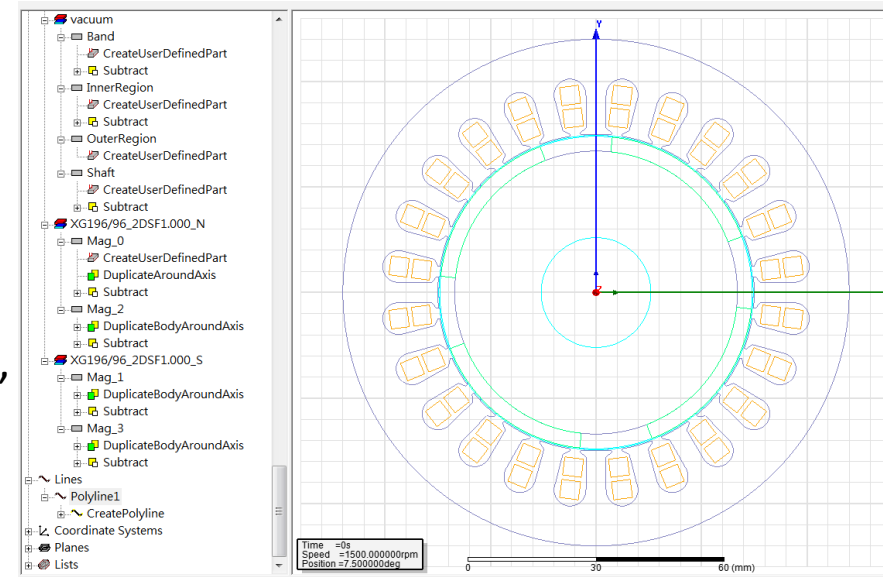 vacuum
Band
CreateUserDefinedPart
Subtract
InnerRegion
CreateUserDefinedPart
Subtract
OuterRegion
CreateUserDefinedPart
Shaft
CreateUserDefinedPart
Subtract
XG196/96_2DSF1.000_N
Mag_0
CreateUserDefinedPart
DuplicateAroundAxis
Subtract
Mag_2
DuplicateBodyAroundAxis
Subtract
XG196/96_2DSF1.000_S
Mag_1
DuplicateBodyAroundAxis
Subtract
Mag_3
DuplicateBodyAroundAxis
Subtract
Lines
Polyline1
CreatePolyline
Coordinate Systems
Planes
Lists
,
Y
Z
Time =0s
Speed =1500.000000rpm
Position =7.500000deg
0 30 60 (mm)